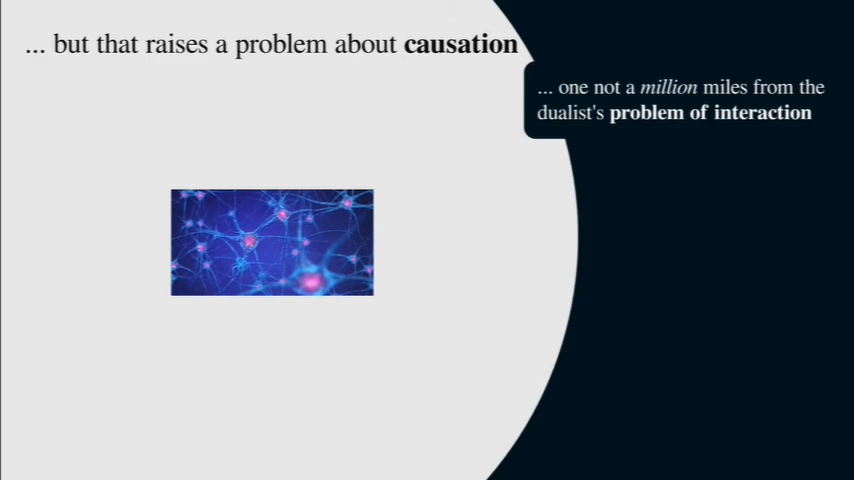 ... but that raises a problem about causation
... one not a million miles from the
dualist's problem of interaction